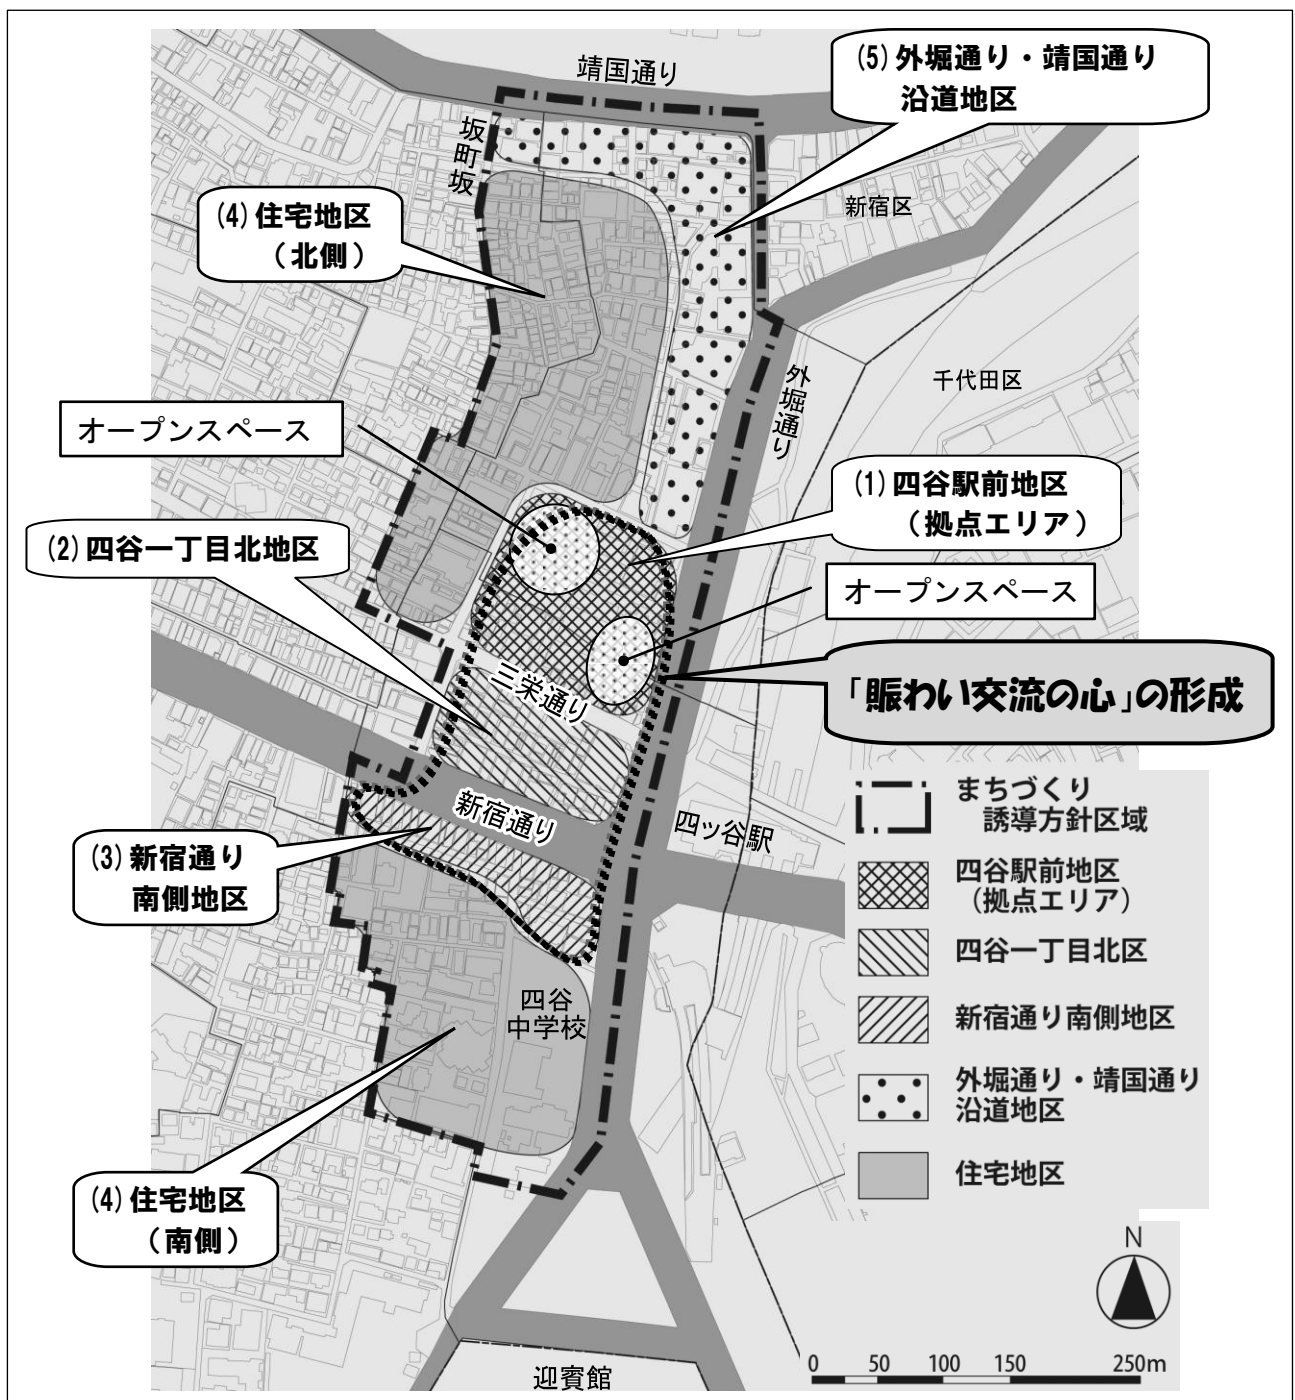 靖国通り
(5)外堀通り・靖国通り
沿道地区
坂町坂
新宿区
(4)住宅地区
(北側)
千代田区
外堀通り
オープンスペース
(1)四谷駅前地区
(拠点エリア)
(2)四谷一丁目北地区
オープンスペース
三栄通り
「賑わい交流の心」の形成
まちづくり
誘導方針区域
新宿通り
四ツ谷駅
(3)新宿通り
南側地区
四谷駅前地区
(拠点エリア)
四谷一丁目北区
四谷
中学校
新宿通り南側地区
外堀通り・靖国通り
沿道地区
住宅地区
(4)住宅地区
(南側)
N
0 50 100 150 250m
迎賓館